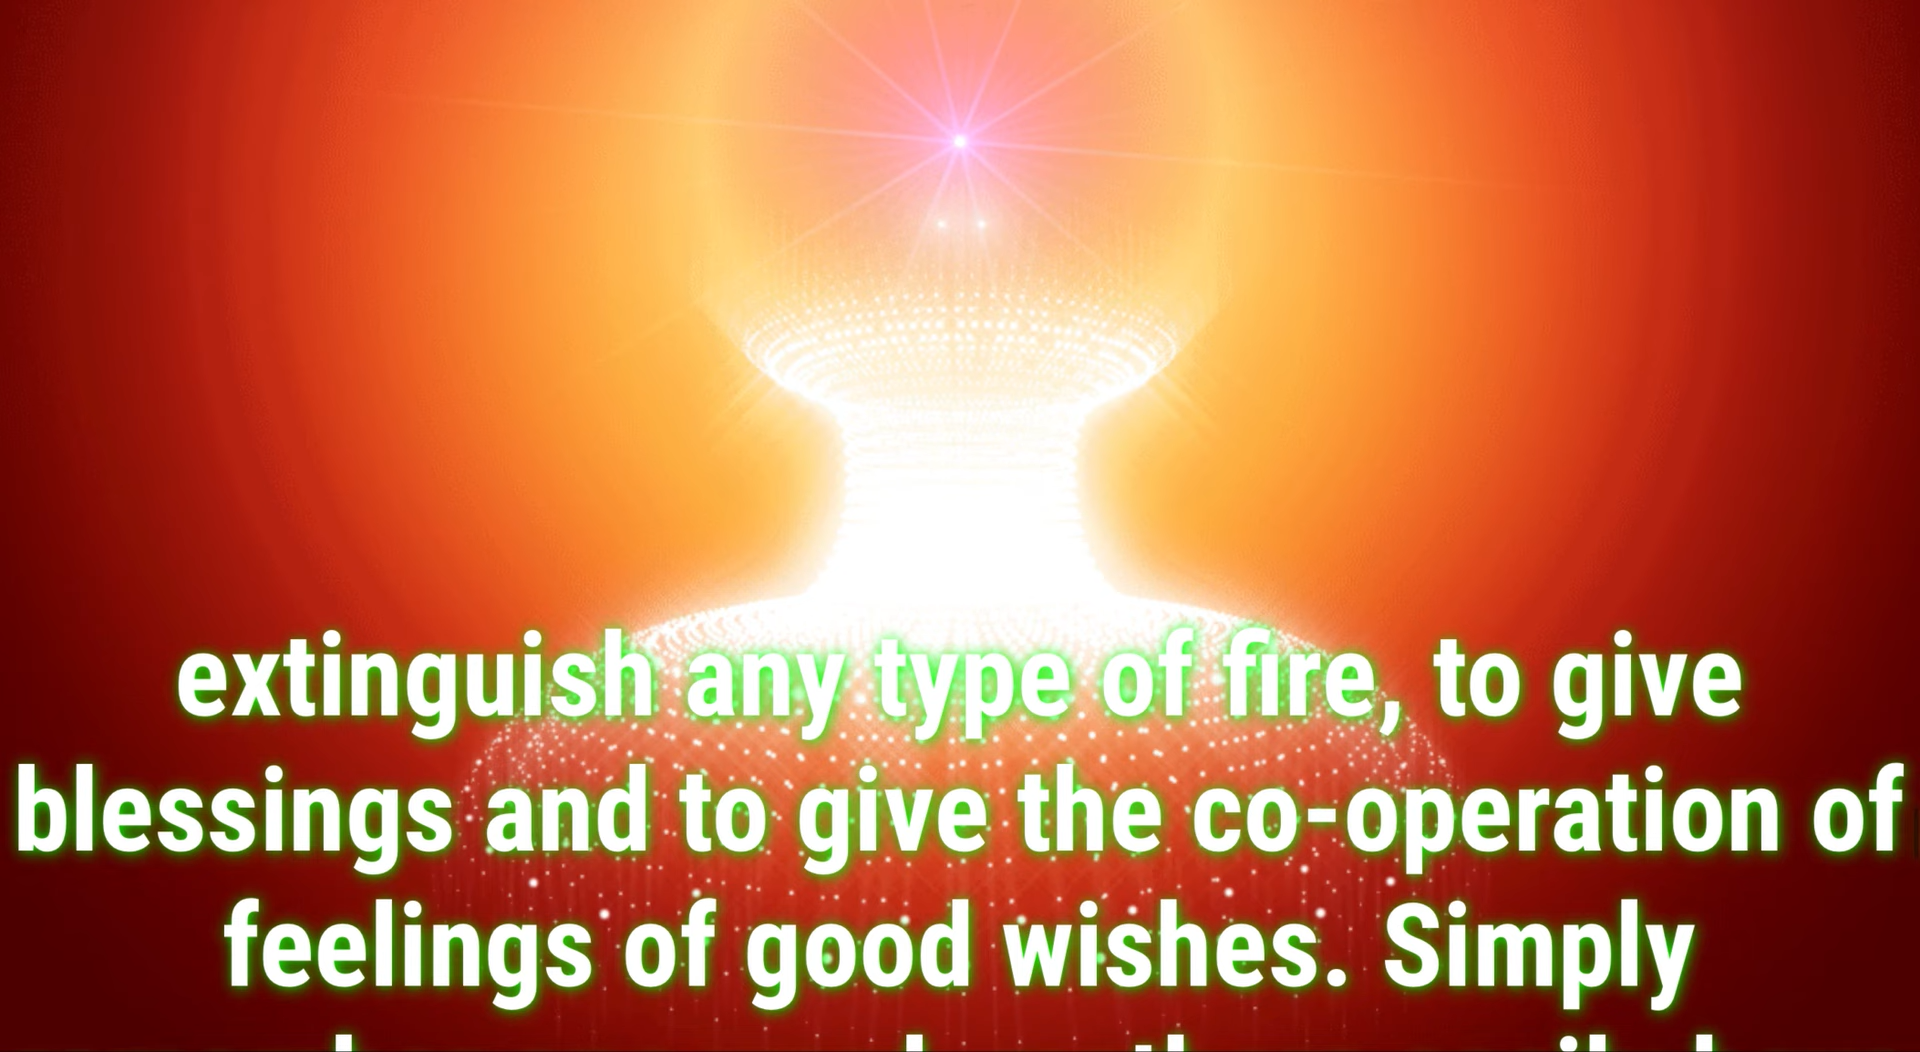 extinguish any type of fire, to give
blessings and to give the co-operation of
feelings of good wishes. Simply